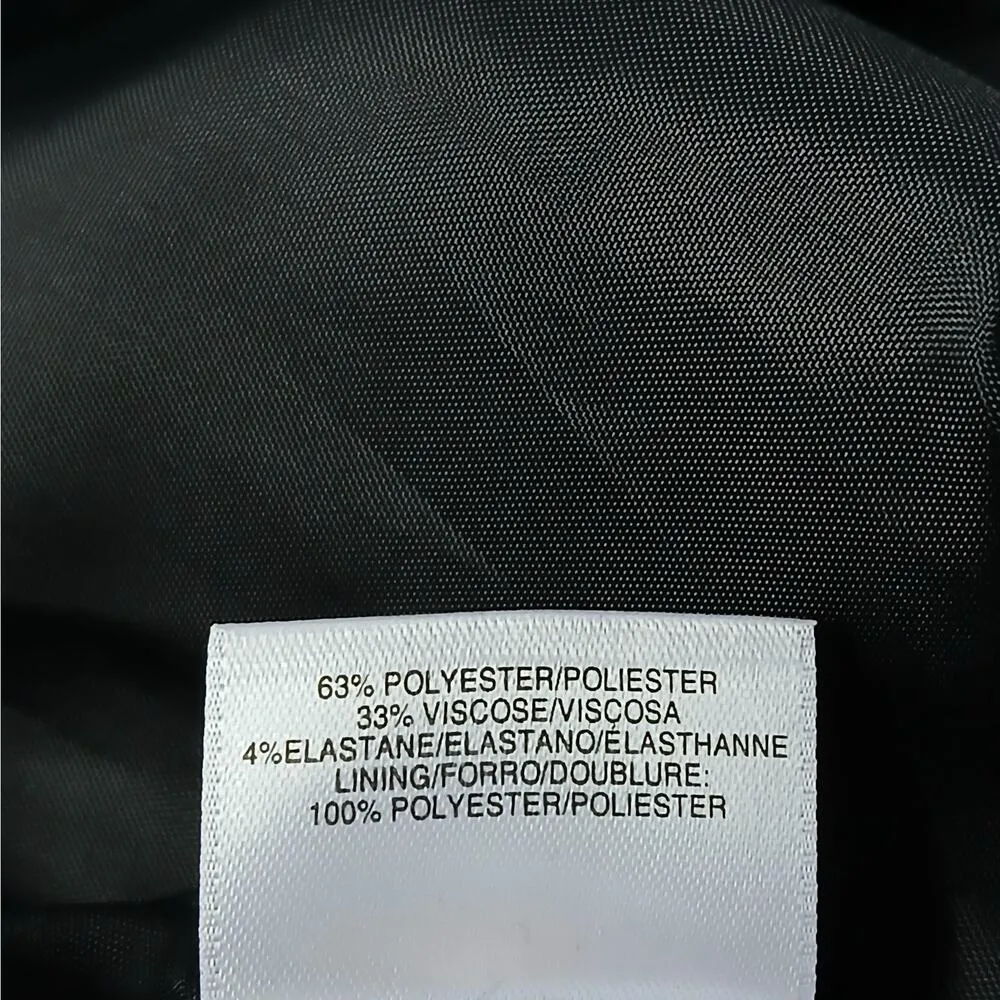 63% POLYESTER/POLIESTER
33% VISCOSE/VISCOSA
4%ELASTANE/ELASTANO/ÉLASTHANNE
LINING/FORRO/DOUBLURE:
100% POLYESTER/POLIESTER